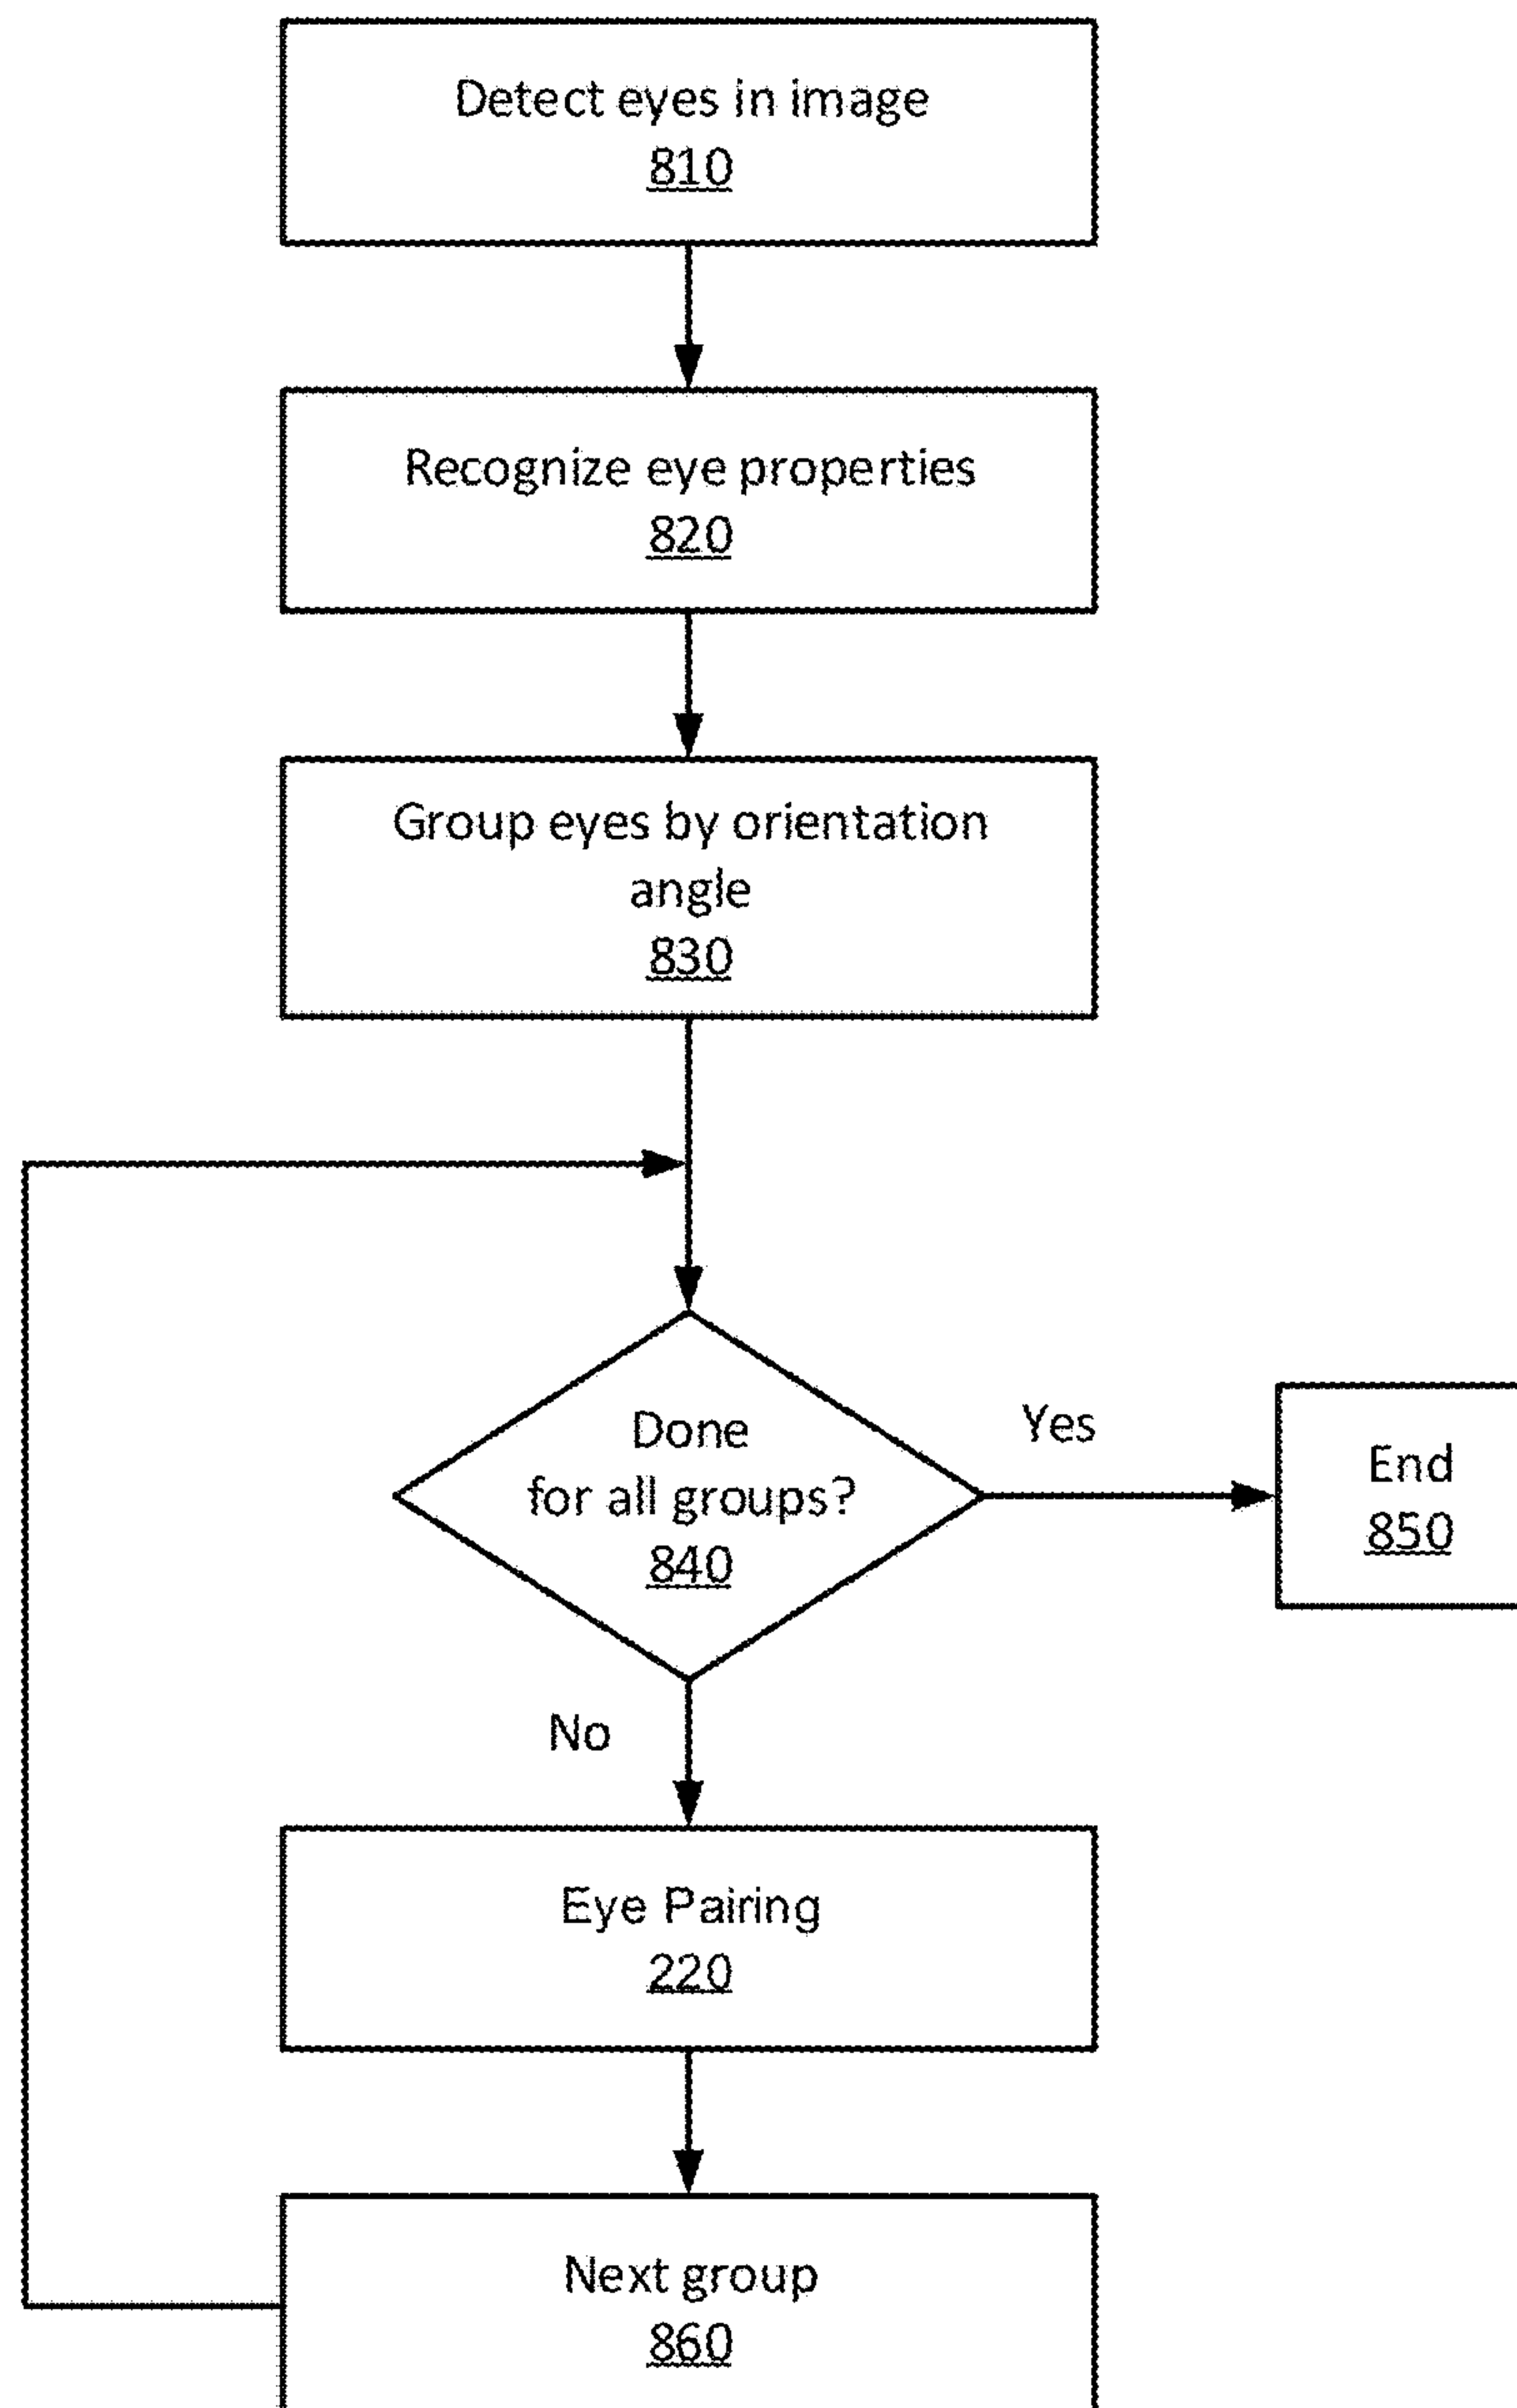 Detect eyes in image
810
Recognize eye properties
820
Group eyes by orientation
angle
830
Done
for all groups?
840
Yes
End
850
No
Eye Pairing
220
Next group
860